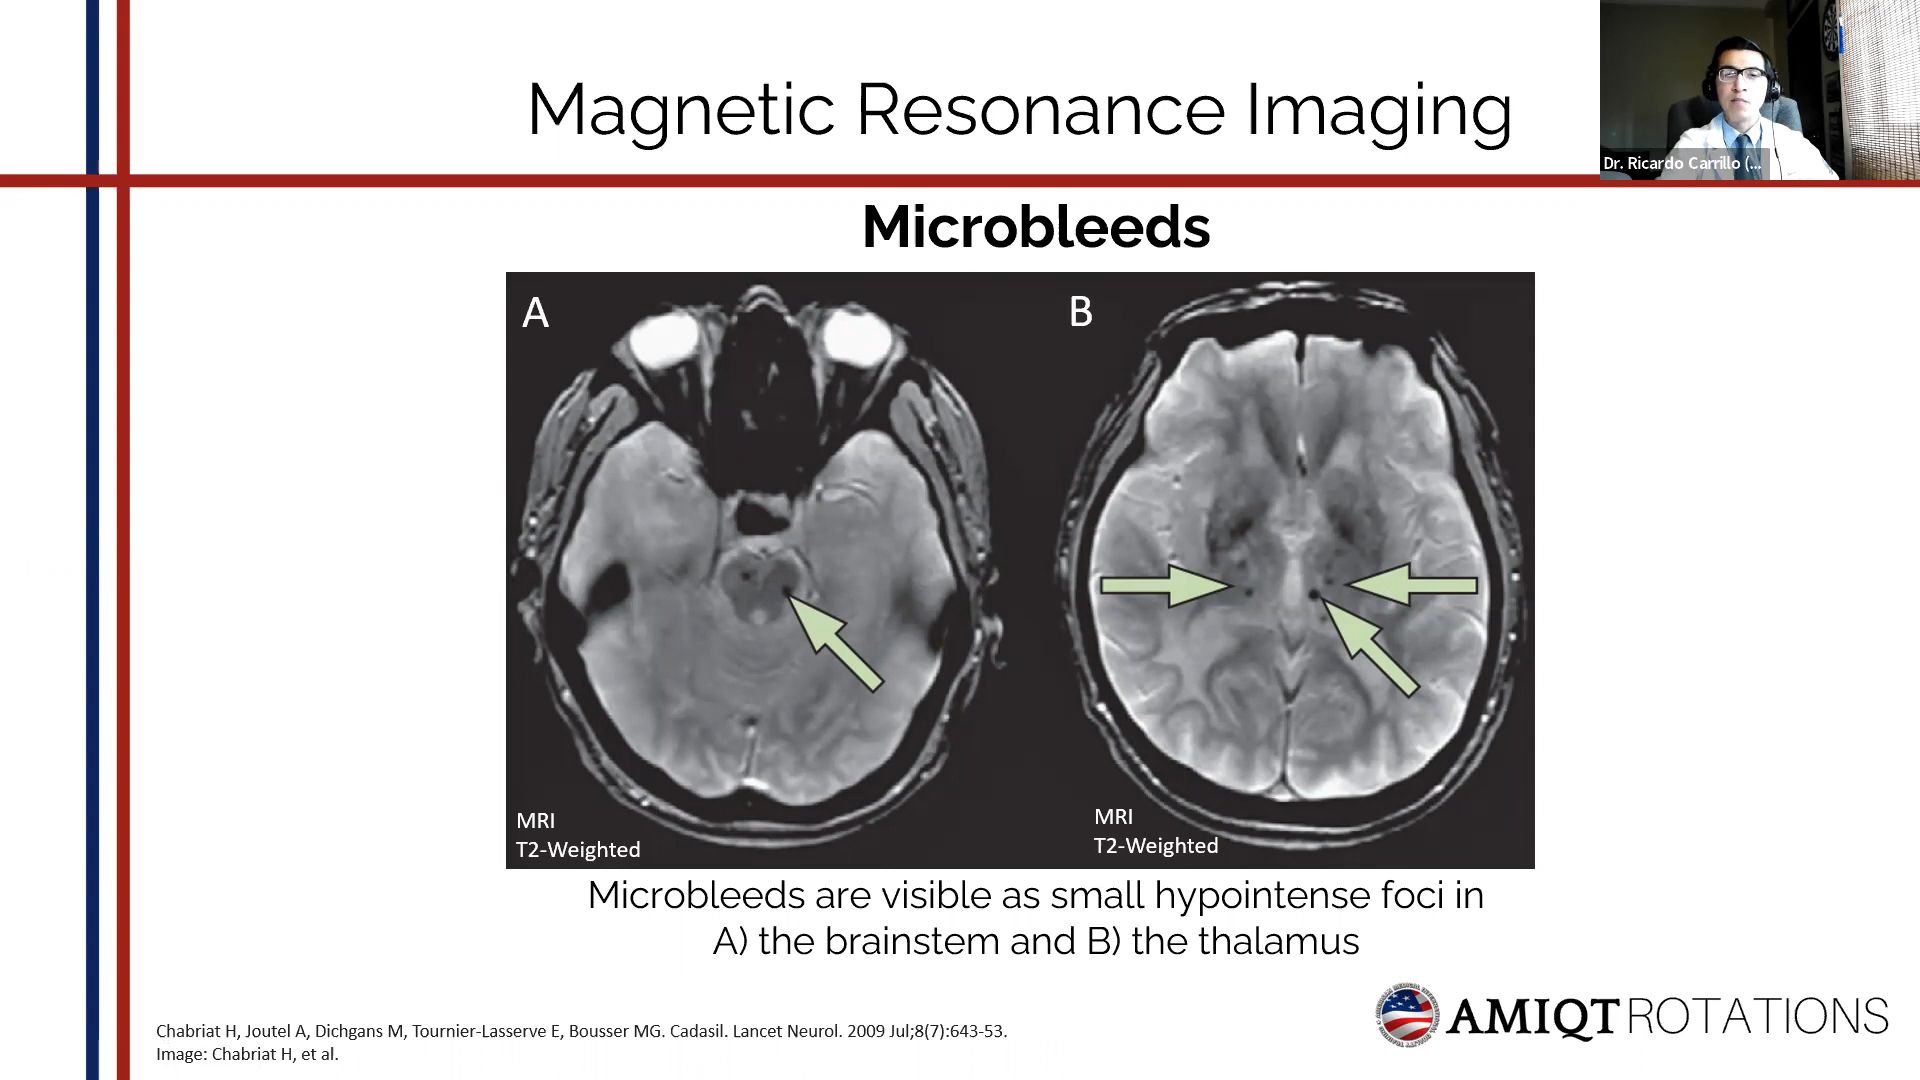 Magnetic Resonance Imaging
Dr. Ricardo Carrillo (...
Microbleeds
A
B
MRI
T2-Weighted
MRI
T2-Weighted
Microbleeds are visible as small hypointense foci in
A) the brainstem and B) the thalamus
AMIQT ROTATIONS
Chabriat H, Joutel A, Dichgans M, Tournier-Lasserve E, Bousser MG. Cadasil. Lancet Neurol. 2009 Jul;8(7):643-53.
Image: Chabriat H, et al.